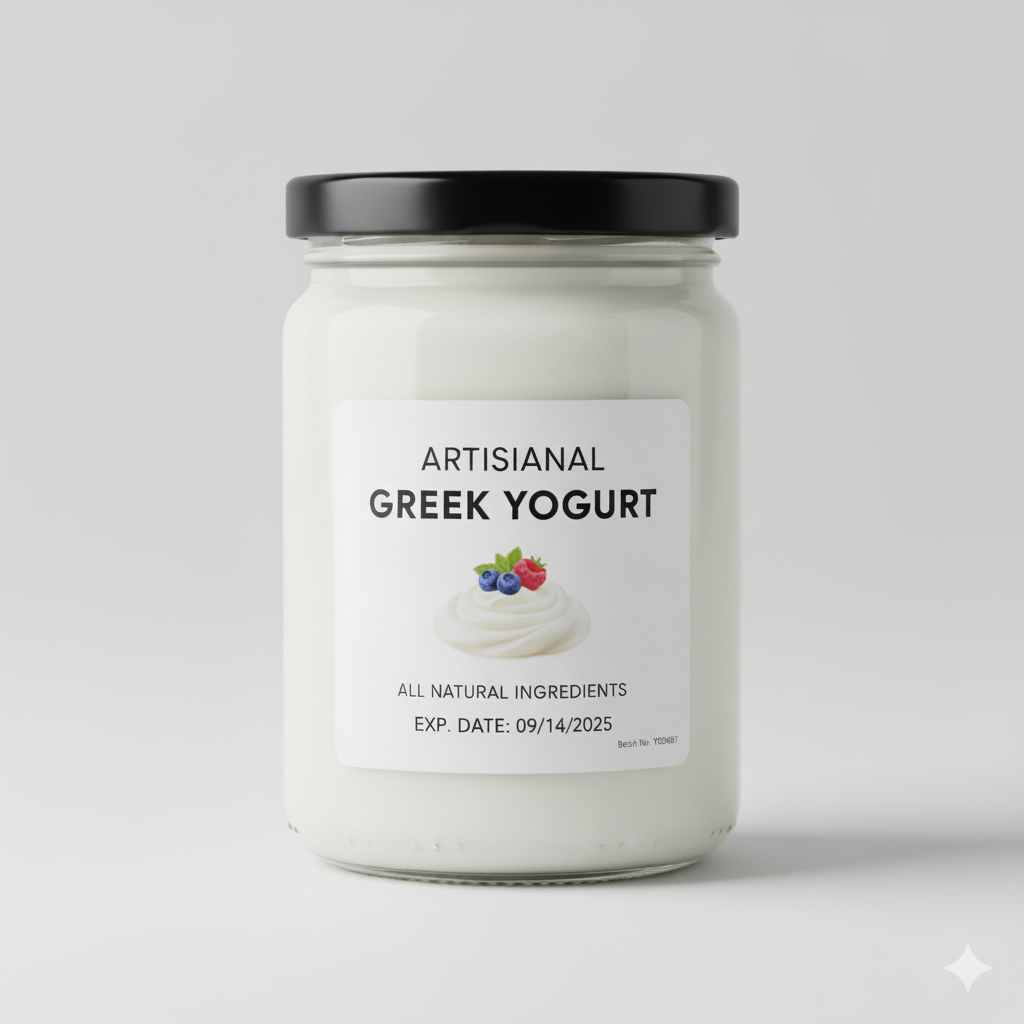 ARTISIANAL
GREEK YOGURT
ALL NATURAL INGREDIENTS
EXP. DATE: 09/14/2025